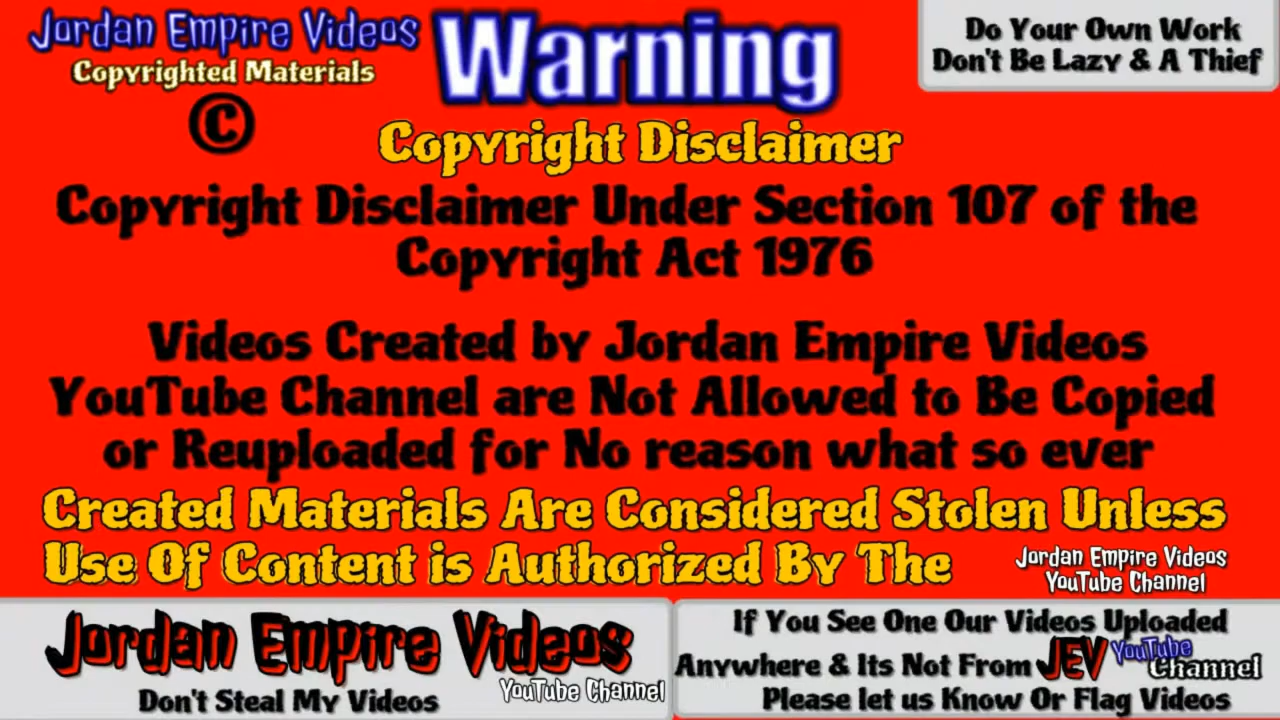 Jordan Empire Videos
Copyrighted Materials
©
Warning
Do Your Own Work
Don't Be Lazy & A Thief
Copyright Disclaimer
Copyright Disclaimer Under Section 107 of the
Copyright Act 1976
Videos Created by Jordan Empire Videos
YouTube Channel are Not Allowed to Be Copied
or Reuploaded for No reason what so ever
Created Materials Are Considered Stolen Unless
Use Of Content is Authorized By The
Jordan Empire Videos
YouTube Channel
Jordan Empire Videos
YouTube Channel
Don't Steal My Videos
If You See One Our Videos Uploaded
Anywhere & Its Not From JEV YouTube Channel
Please let us Know Or Flag Videos